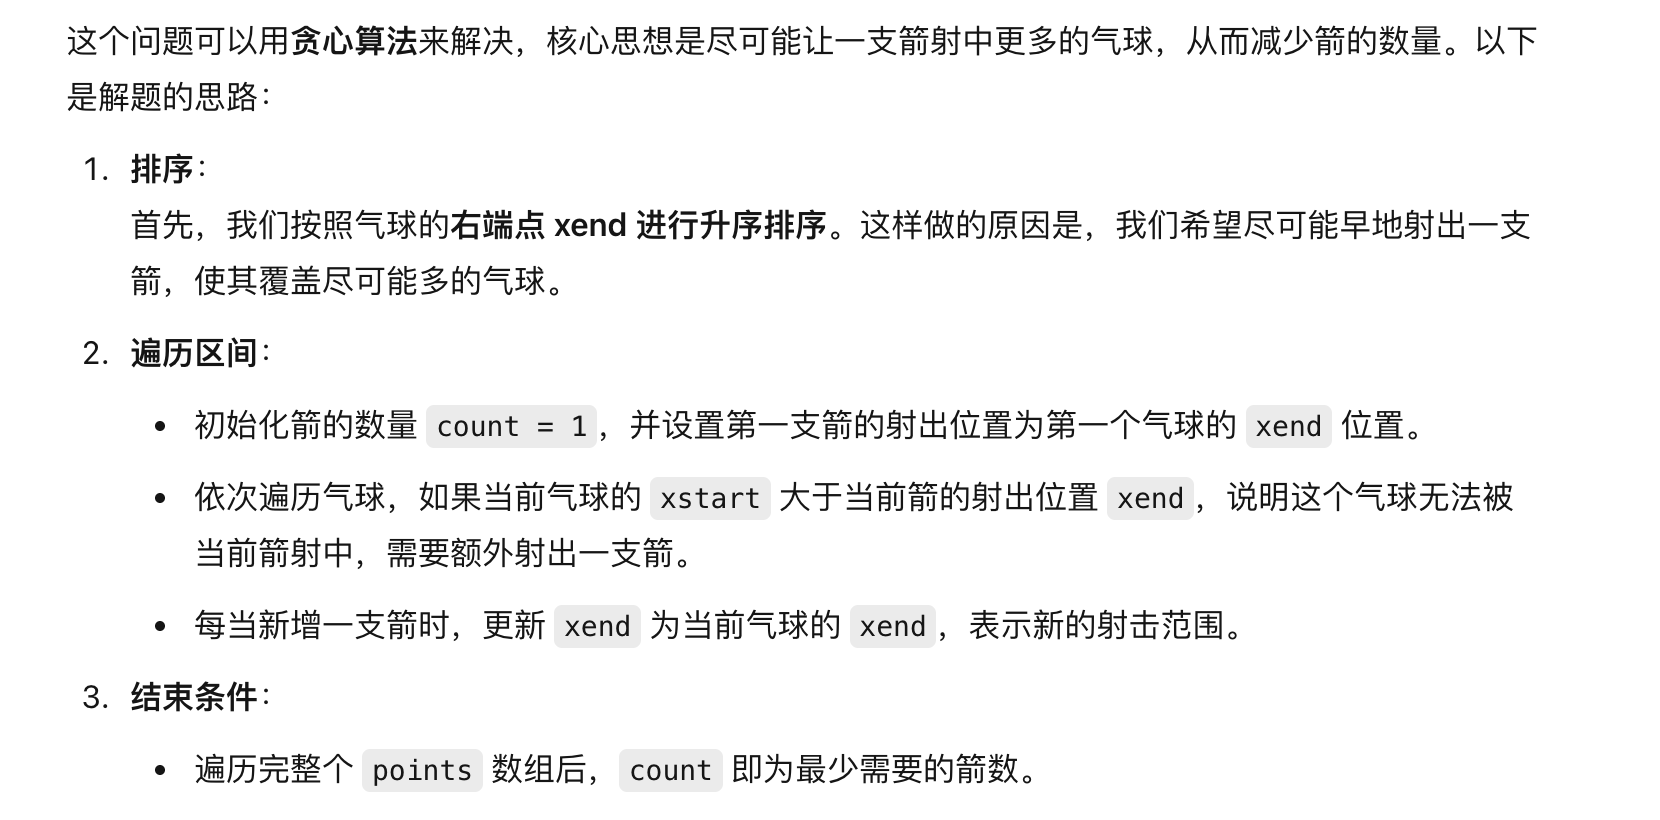 这个问题可以用贪心算法来解决，核心思想是尽可能让一支箭射中更多的气球，从而减少箭的数量。以下
是解题的思路：
1. 排序：
首先，我们按照气球的右端点 xend 进行升序排序。这样做的原因是，我们希望尽可能早地射出一支
箭，使其覆盖尽可能多的气球。
2. 遍历区间：
• 初始化箭的数量 count = 1，并设置第一支箭的射出位置为第一个气球的 xend 位置。
• 依次遍历气球，如果当前气球的 xstart 大于当前箭的射出位置 xend，说明这个气球无法被
当前箭射中，需要额外射出一支箭。
• 每当新增一支箭时，更新 xend 为当前气球的 xend，表示新的射击范围。
3. 结束条件：
• 遍历完整个 points 数组后，count 即为最少需要的箭数。